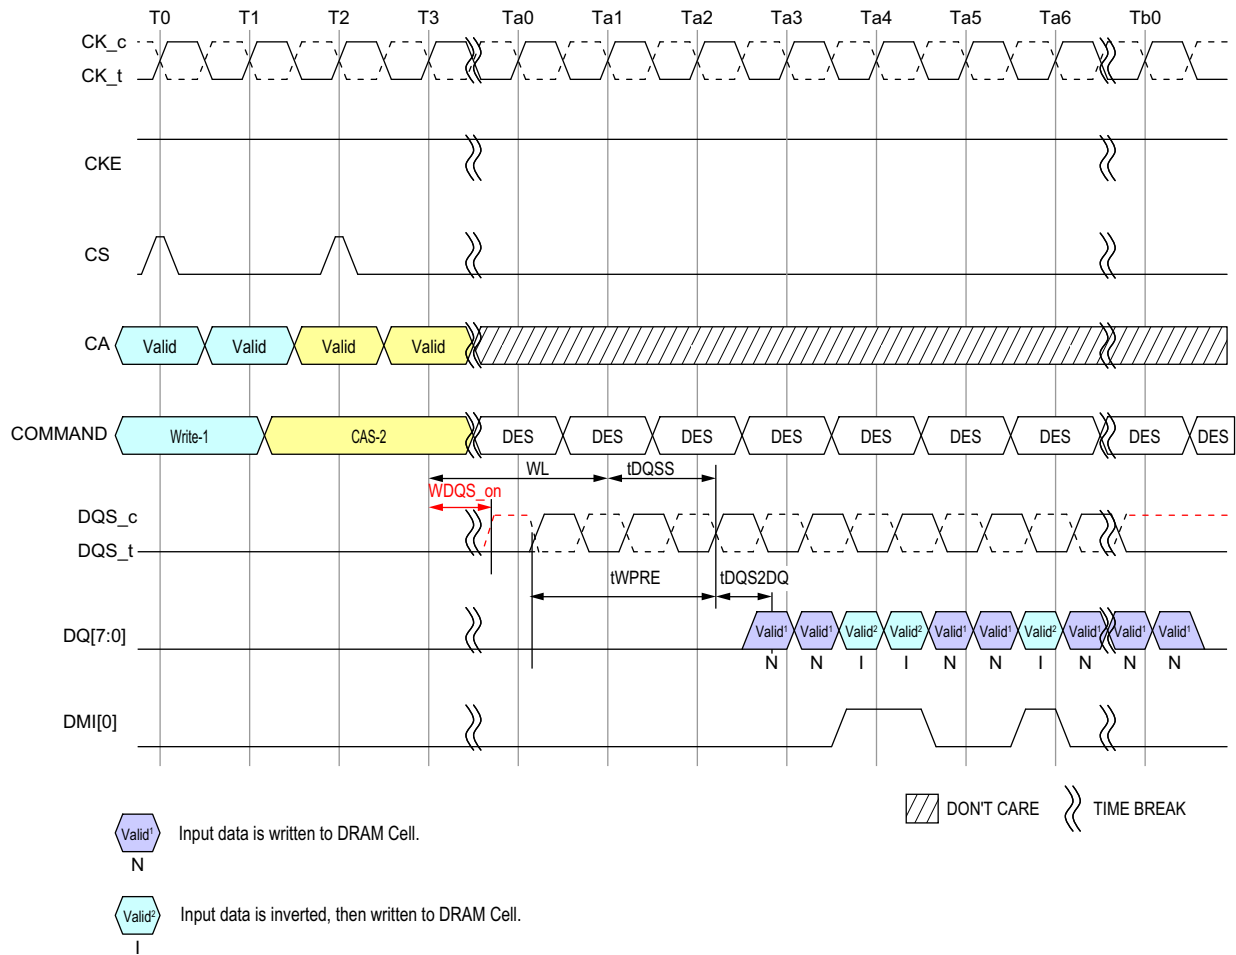 T0 T1 T2 T3 Ta0 Ta1 Ta2 Ta3 Ta4 Ta5 Ta6 Tb0
CK_c
CK_t
CKE
CS
CA Valid Valid Valid Valid
COMMAND Write-1 CAS-2 DES DES DES DES DES DES DES DES DES
WL tDQSS
WDQS_on
DQS_c
DQS_t
tWPRE tDQS2DQ
DQ[7:0] Valid¹ Valid¹ Valid² Valid² Valid¹ Valid¹ Valid² Valid¹ Valid¹ Valid¹
N N I I N N I N N N
DMI[0]
DON'T CARE TIME BREAK
Valid¹ Input data is written to DRAM Cell.
N
Valid² Input data is inverted, then written to DRAM Cell.
I